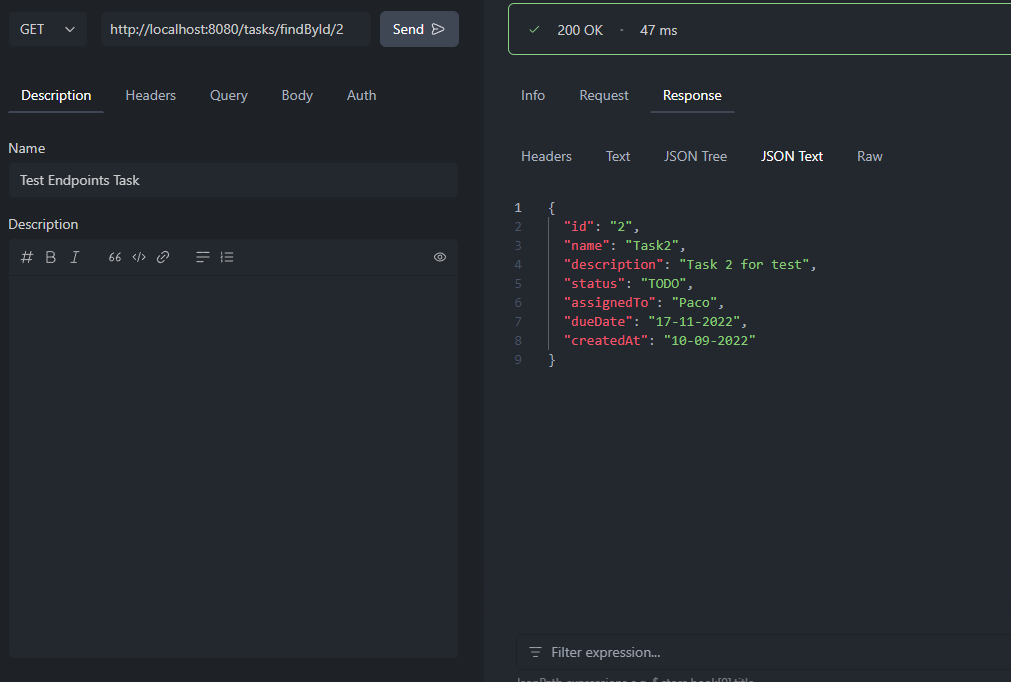 GET
http://localhost:8080/tasks/findById/2
Send
200 OK - 47 ms
Description Headers Query Body Auth
Info Request Response
Name
Test Endpoints Task
Description
Headers Text JSON Tree JSON Text Raw
1 {
2 "id": "2",
3 "name": "Task2",
4 "description": "Task 2 for test",
5 "status": "TODO",
6 "assignedTo": "Paco",
7 "dueDate": "17-11-2022",
8 "createdAt": "10-09-2022"
9 }
Filter expression...